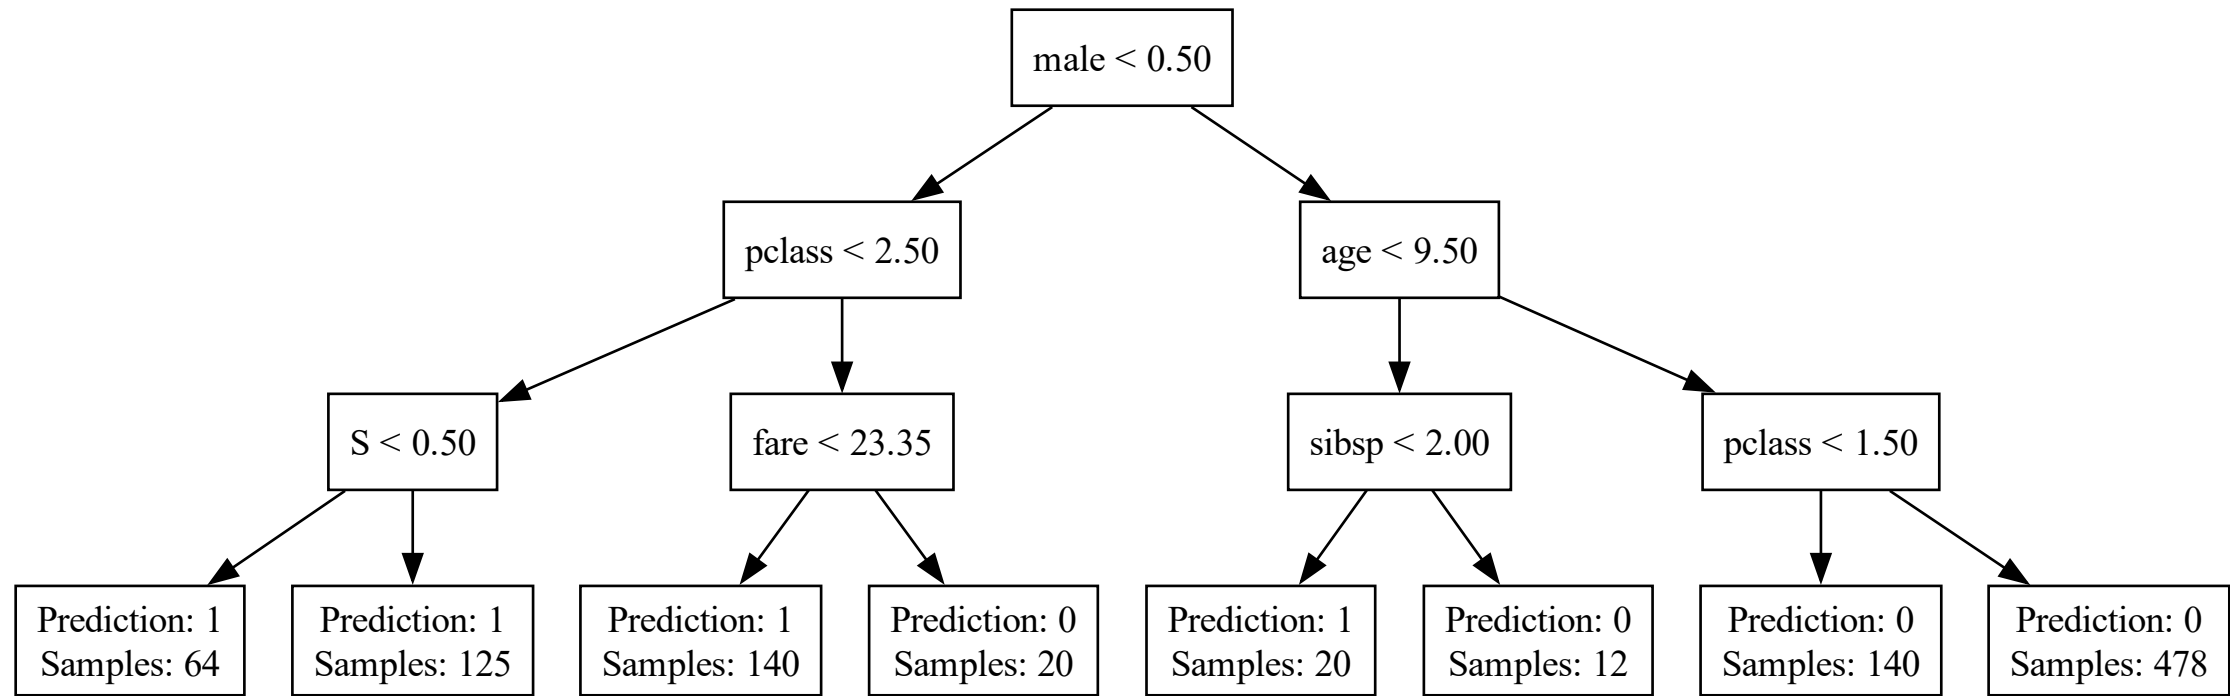 male < 0.50
pclass < 2.50
age < 9.50
S < 0.50
fare < 23.35
sibsp < 2.00
pclass < 1.50
Prediction: 1
Samples: 64
Prediction: 1
Samples: 125
Prediction: 1
Samples: 140
Prediction: 0
Samples: 20
Prediction: 1
Samples: 20
Prediction: 0
Samples: 12
Prediction: 0
Samples: 140
Prediction: 0
Samples: 478